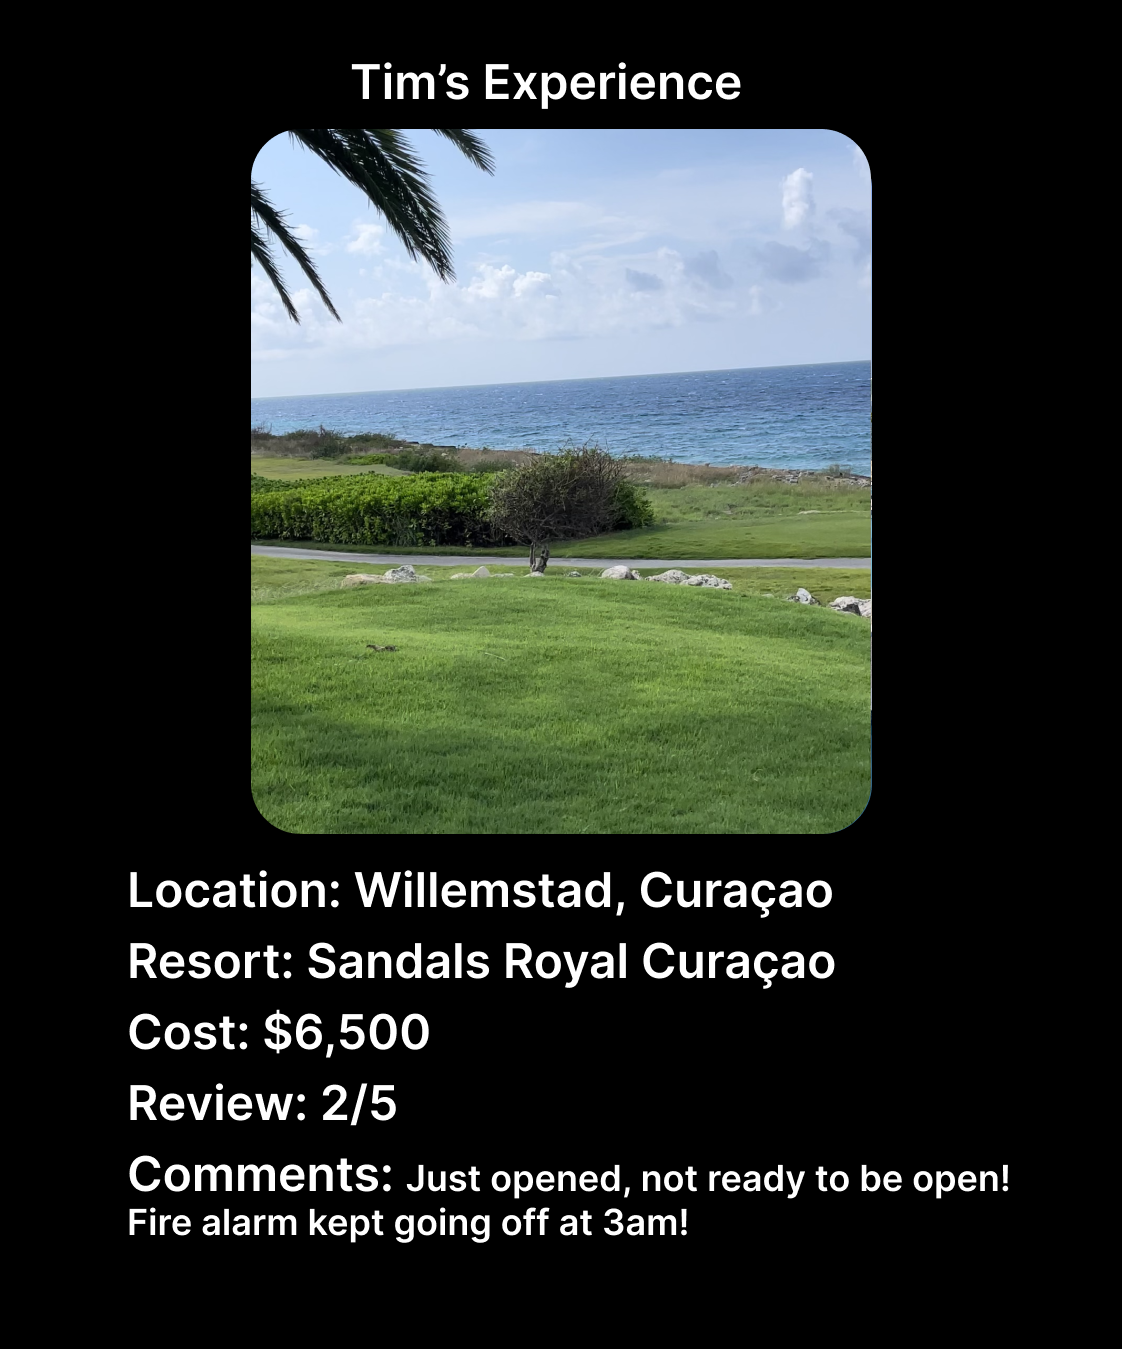 Tim’s Experience
Location: Willemstad, Curaçao
Resort: Sandals Royal Curaçao
Cost: $6,500
Review: 2/5
Comments: Just opened, not ready to be open!
Fire alarm kept going off at 3am!